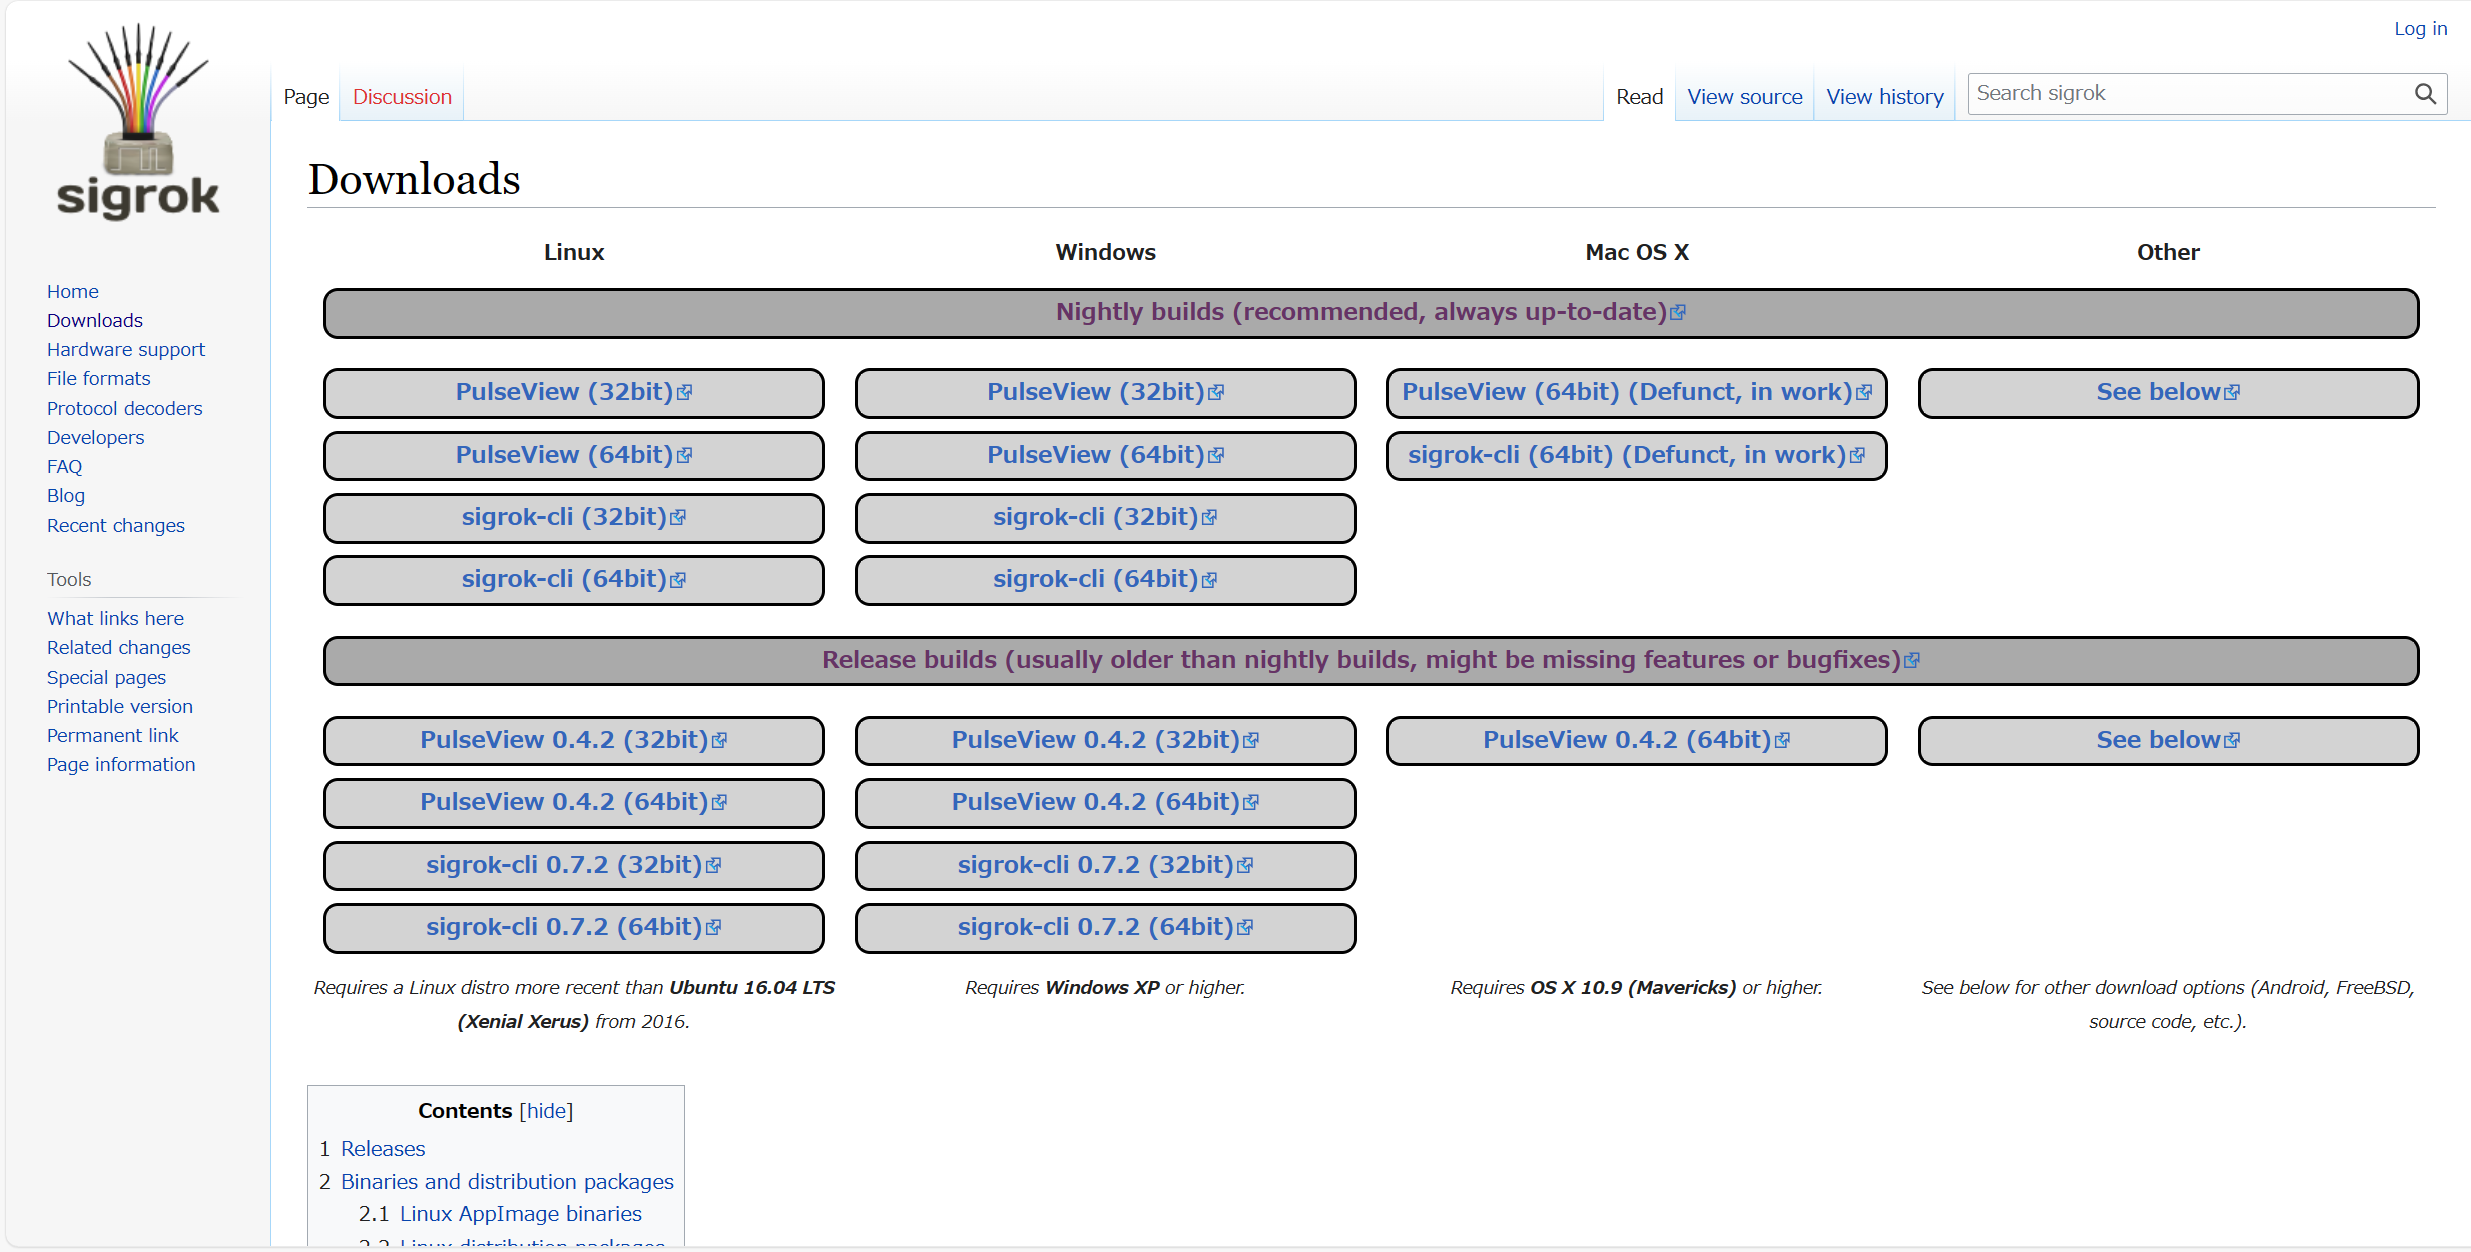 Log in
sigrok
Page
Discussion
Read
View source
View history
Search sigrok
Home
Downloads
Hardware support
File formats
Protocol decoders
Developers
FAQ
Blog
Recent changes
Tools
What links here
Related changes
Special pages
Printable version
Permanent link
Page information
Downloads
Linux
Windows
Mac OS X
Other
Nightly builds (recommended, always up-to-date)
PulseView (32bit)
PulseView (32bit)
PulseView (64bit) (Defunct, in work)
See below
PulseView (64bit)
PulseView (64bit)
sigrok-cli (64bit) (Defunct, in work)
sigrok-cli (32bit)
sigrok-cli (32bit)
sigrok-cli (64bit)
sigrok-cli (64bit)
Release builds (usually older than nightly builds, might be missing features or bugfixes)
PulseView 0.4.2 (32bit)
PulseView 0.4.2 (32bit)
PulseView 0.4.2 (64bit)
See below
PulseView 0.4.2 (64bit)
PulseView 0.4.2 (64bit)
sigrok-cli 0.7.2 (32bit)
sigrok-cli 0.7.2 (32bit)
sigrok-cli 0.7.2 (64bit)
sigrok-cli 0.7.2 (64bit)
Requires a Linux distro more recent than Ubuntu 16.04 LTS
(Xenial Xerus) from 2016.
Requires Windows XP or higher.
Requires OS X 10.9 (Mavericks) or higher.
See below for other download options (Android, FreeBSD,
source code, etc.).
Contents [hide]
1 Releases
2 Binaries and distribution packages
2.1 Linux AppImage binaries
2.2 Linux distribution packages